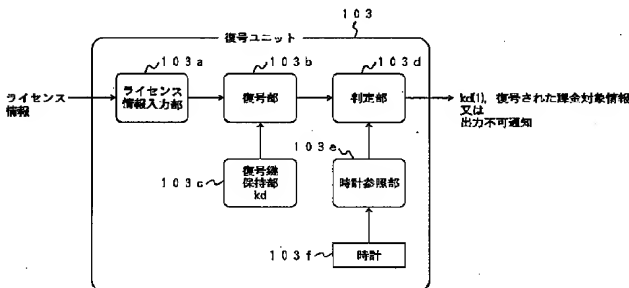 103
復号ユニット
103a
103b
103d
ライセンス
情報
ライセンス
情報入力部
復号部
判定部
kd(1)，復号された課金対象情報
又は
出力不可通知
103e
103c
復号鍵
保持部
kd
時計参照部
103f
時計